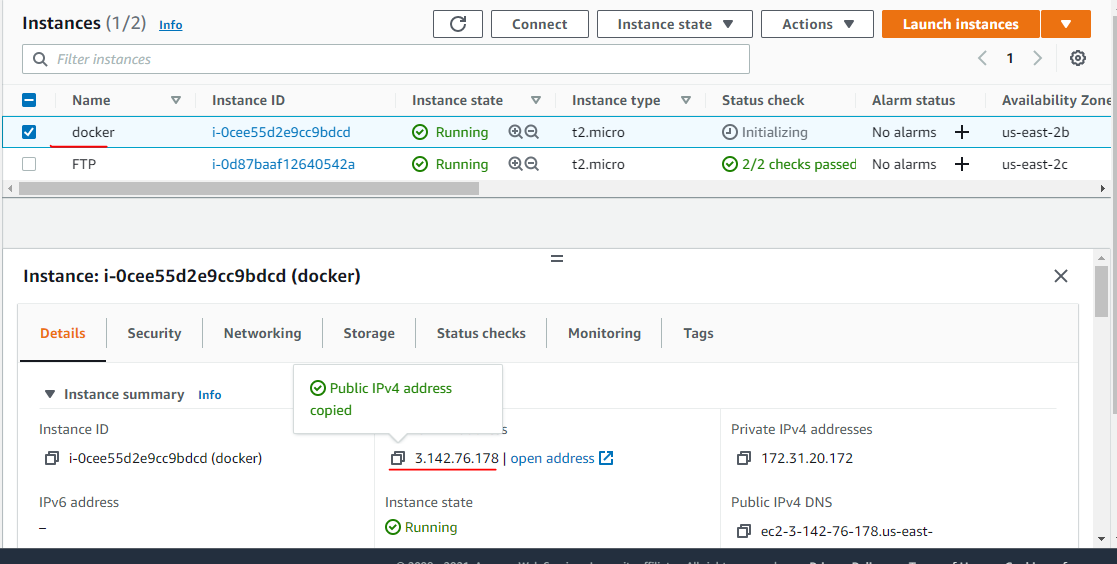 Instances (1/2) Info
Connect
Instance state
Actions
Launch instances
Filter instances
1
Name Instance ID Instance state Instance type Status check Alarm status Availability Zone
docker i-0cee55d2e9cc9bdcd Running t2.micro Initializing No alarms us-east-2b
FTP i-0d87baaf12640542a Running t2.micro 2/2 checks passed No alarms us-east-2c
Instance: i-0cee55d2e9cc9bdcd (docker)
Details Security Networking Storage Status checks Monitoring Tags
Public IPv4 address
copied
Instance summary Info
Instance ID Private IPv4 addresses
i-0cee55d2e9cc9bdcd (docker) 3.142.76.178 | open address 172.31.20.172
IPv6 address Instance state Public IPv4 DNS
– Running ec2-3-142-76-178.us-east-